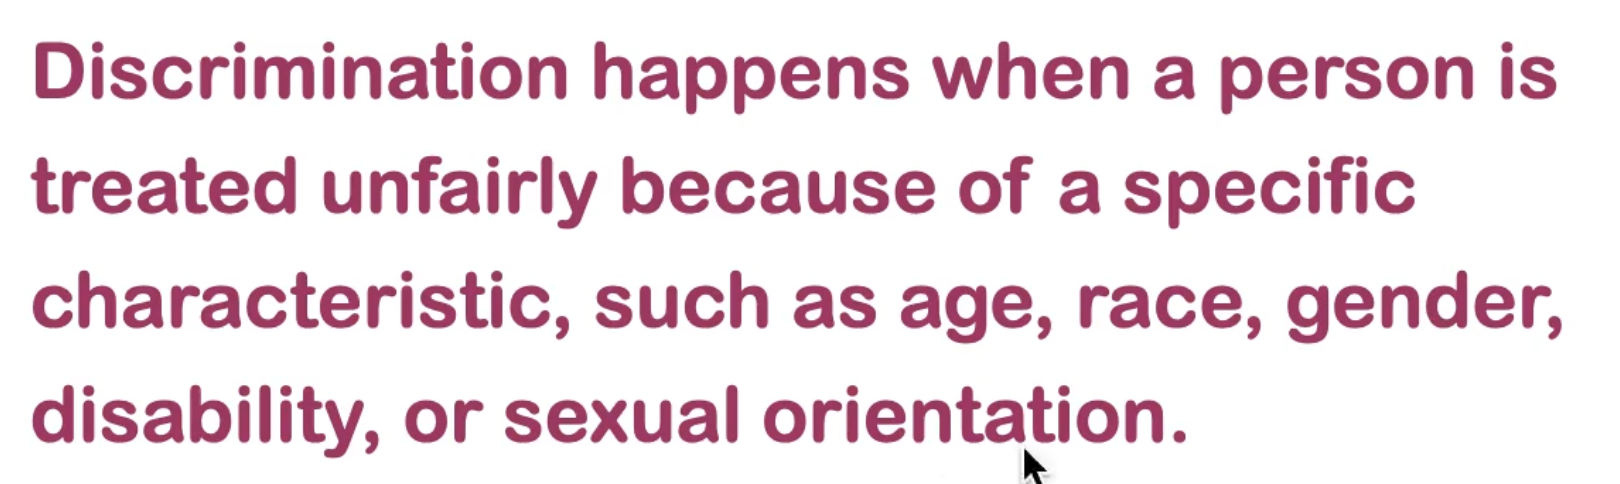 Discrimination happens when a person is
treated unfairly because of a specific
characteristic, such as age, race, gender,
disability, or sexual orientation.